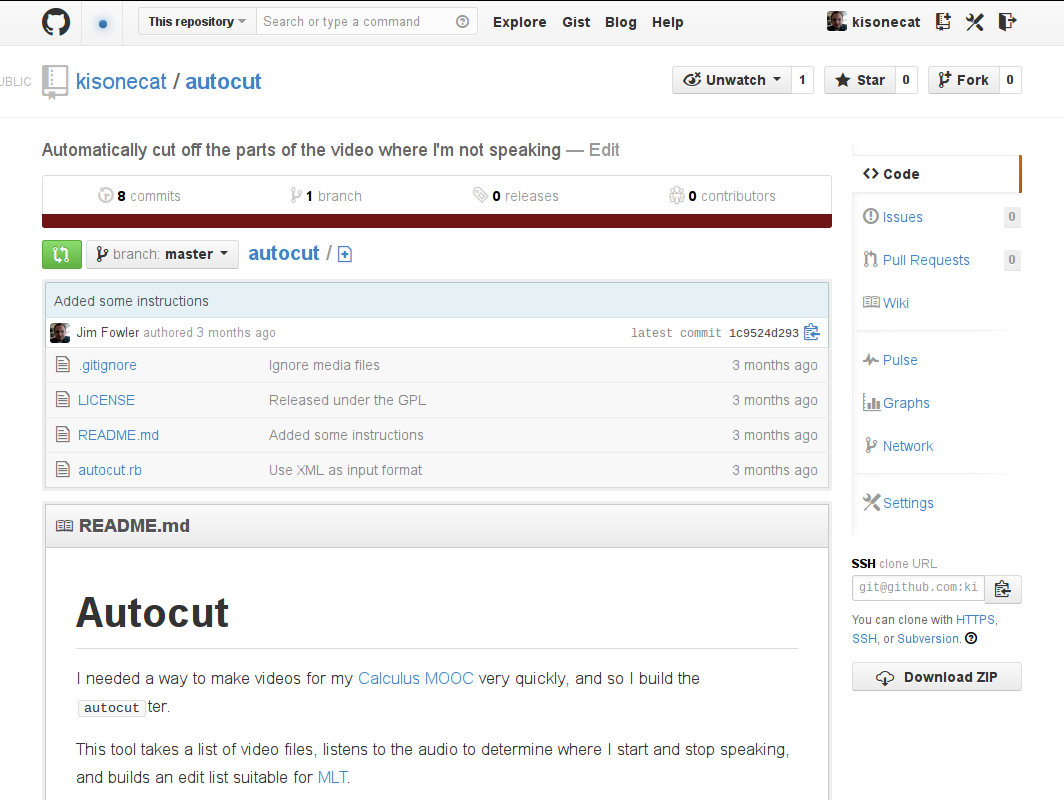 This repository Search or type a command Explore Gist Blog Help kisonecat
UBLIC kisonecat / autocut Unwatch 1 Star 0 Fork 0
Automatically cut off the parts of the video where I'm not speaking — Edit
8 commits 1 branch 0 releases 0 contributors
branch: master autocut /
Added some instructions
Jim Fowler authored 3 months ago latest commit 1c9524d293
.gitignore Ignore media files 3 months ago
LICENSE Released under the GPL 3 months ago
README.md Added some instructions 3 months ago
autocut.rb Use XML as input format 3 months ago
README.md
Autocut
I needed a way to make videos for my Calculus MOOC very quickly, and so I build the
autocut ter.
This tool takes a list of video files, listens to the audio to determine where I start and stop speaking,
and builds an edit list suitable for MLT.
Code
Issues 0
Pull Requests 0
Wiki
Pulse
Graphs
Network
Settings
SSH clone URL
git@github.com:ki
You can clone with HTTPS,
SSH, or Subversion.
Download ZIP